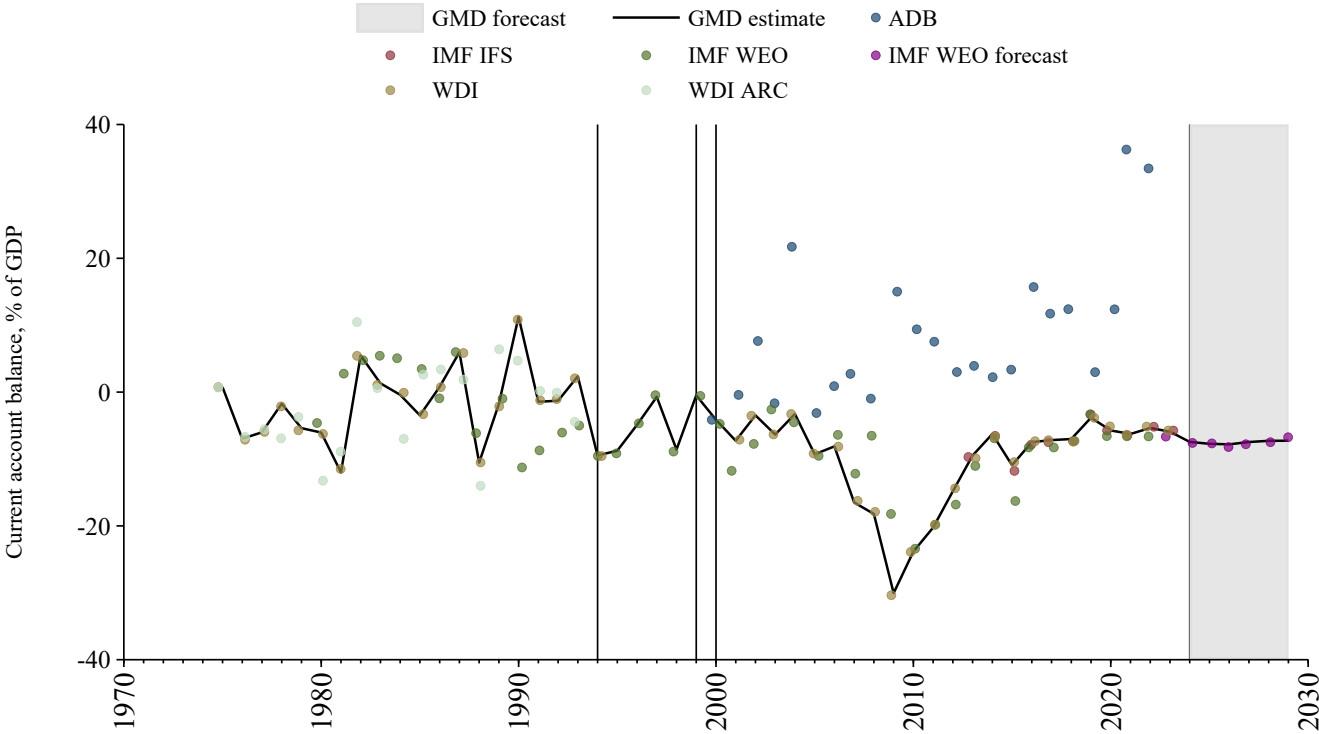 GMD forecast GMD estimate ADB
IMF IFS IMF WEO IMF WEO forecast
WDI WDI ARC
Current account balance, % of GDP
40
20
0
-20
-40
1970 1980 1990 2000 2010 2020 2030